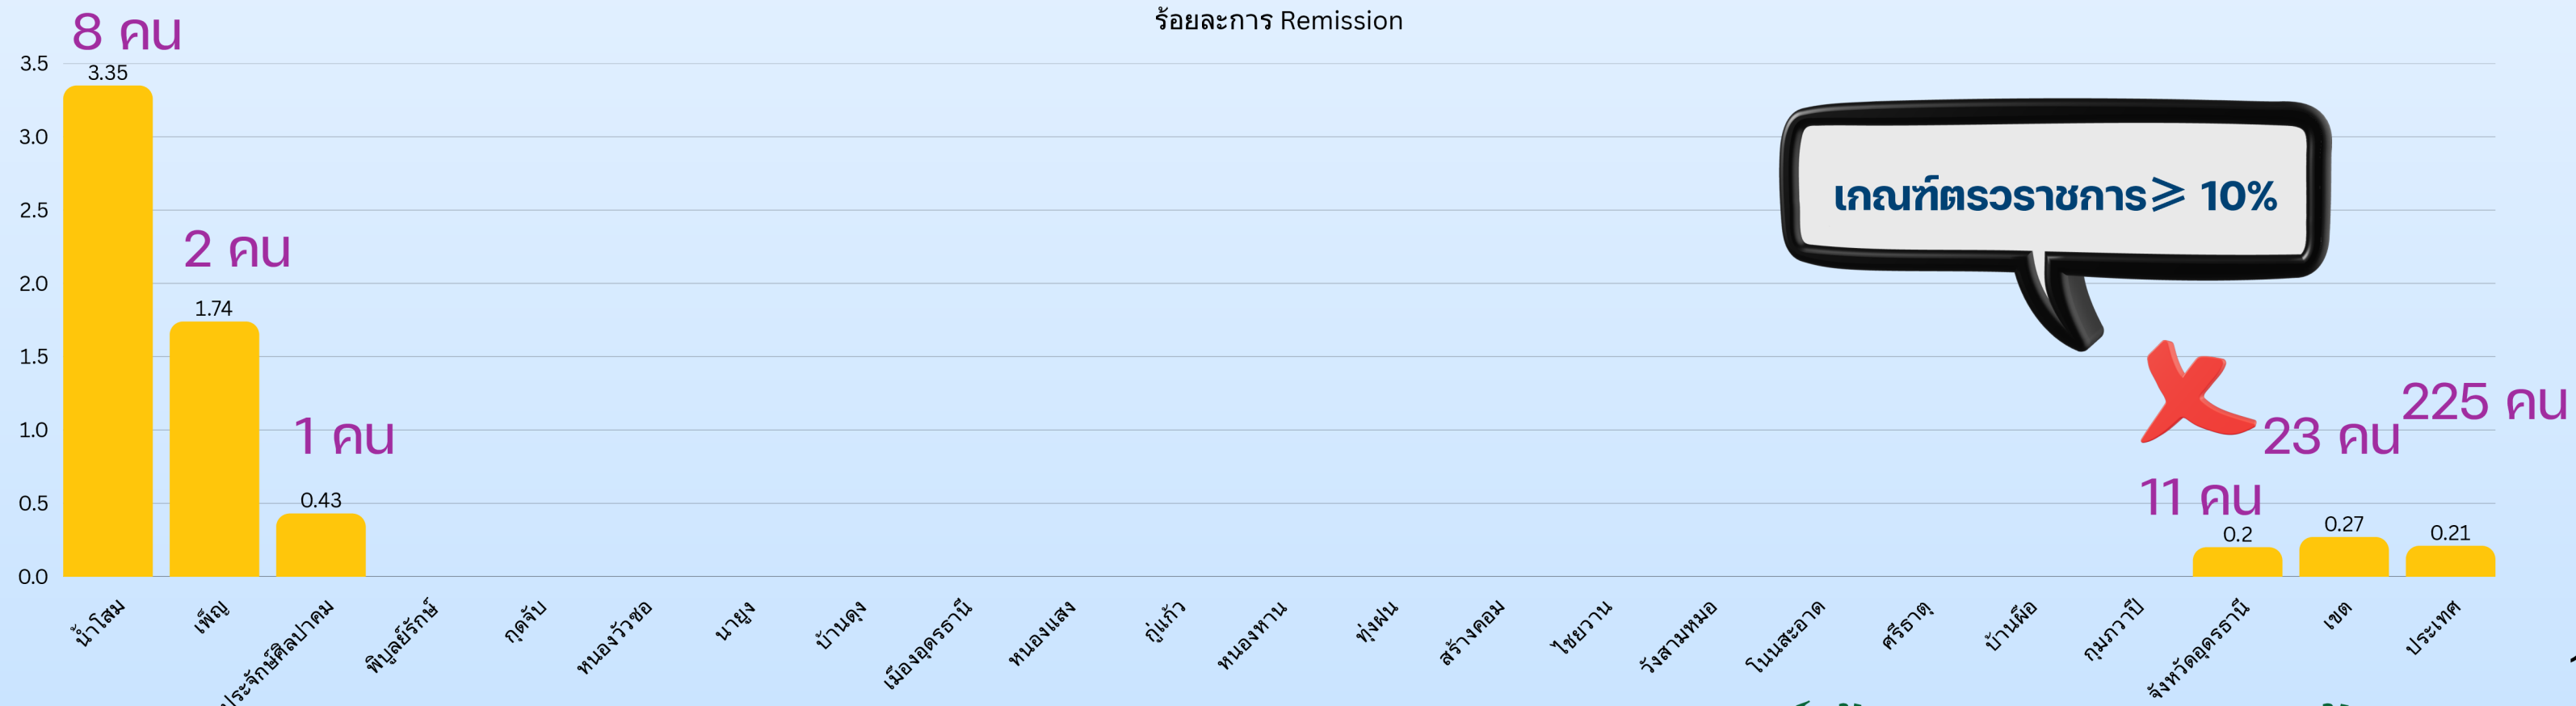 ร้อยละการ Remission
8 คน
3.5
3.35
3.0
2.5
2 คน
2.0
1.74
1.5
1 คน
1.0
0.5
0.43
0.0
เกณฑ์ตรวราชการ⩾ 10%
225 คน
23 คน
11 คน
0.2
0.27
0.21
น้ำโสม
เพ็ญ
ประจักษ์ศิลปาคม
พิบูลย์รักษ์
กุดจับ
หนองวัวซอ
นายูง
บ้านดุง
เมืองอุดรธานี
หนองแสง
กู่แก้ว
หนองหาน
ทุ่งฝน
สร้างคอม
ไชยวาน
วังสามหมอ
โนนสะอาด
ศรีธาตุ
บ้านผือ
กุมภวาปี
จังหวัดอุดรธานี
เขต
ประเทศ